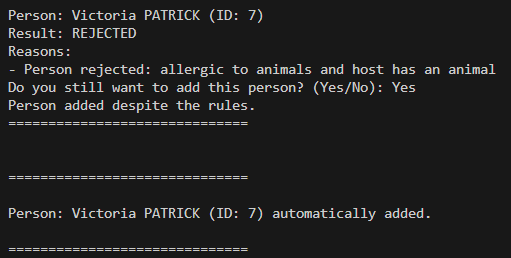 Person: Victoria PATRICK (ID: 7)
Result: REJECTED
Reasons:
- Person rejected: allergic to animals and host has an animal
Do you still want to add this person? (Yes/No): Yes
Person added despite the rules.
==============================
==============================
Person: Victoria PATRICK (ID: 7) automatically added.
==============================